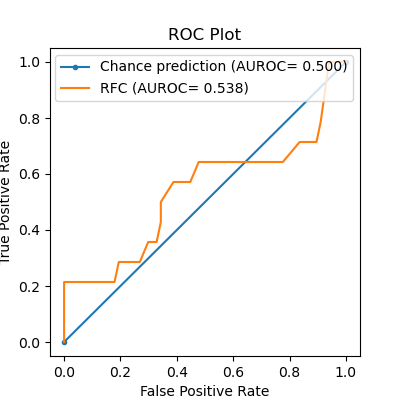 ROC Plot
Chance prediction (AUROC= 0.500)
RFC (AUROC= 0.538)
True Positive Rate
1.0
0.8
0.6
0.4
0.2
0.0
0.0 0.2 0.4 0.6 0.8 1.0
False Positive Rate